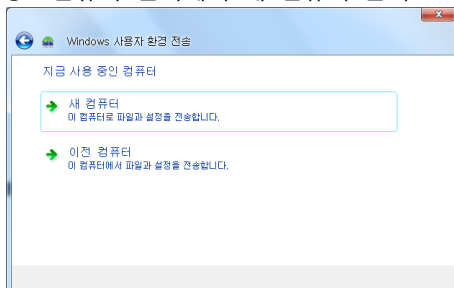 Windows 사용자 환경 전송
지금 사용 중인 컴퓨터
새 컴퓨터
이 컴퓨터로 파일과 설정을 전송합니다.
이전 컴퓨터
이 컴퓨터에서 파일과 설정을 전송합니다.